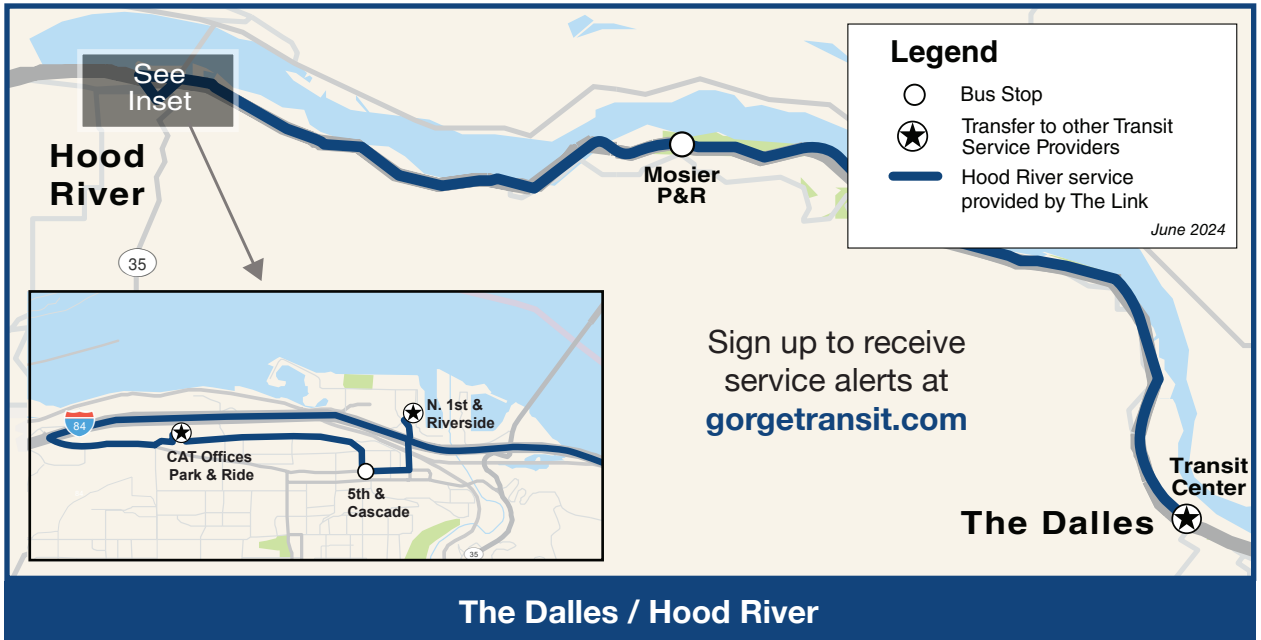 See
Inset
Hood
River
35
Mosier
P&R
Legend
Bus Stop
Transfer to other Transit
Service Providers
Hood River service
provided by The Link
June 2024
Sign up to receive
service alerts at
gorgetransit.com
84
N. 1st &
Riverside
CAT Offices
Park & Ride
5th &
Cascade
35
Transit
Center
The Dalles
The Dalles / Hood River